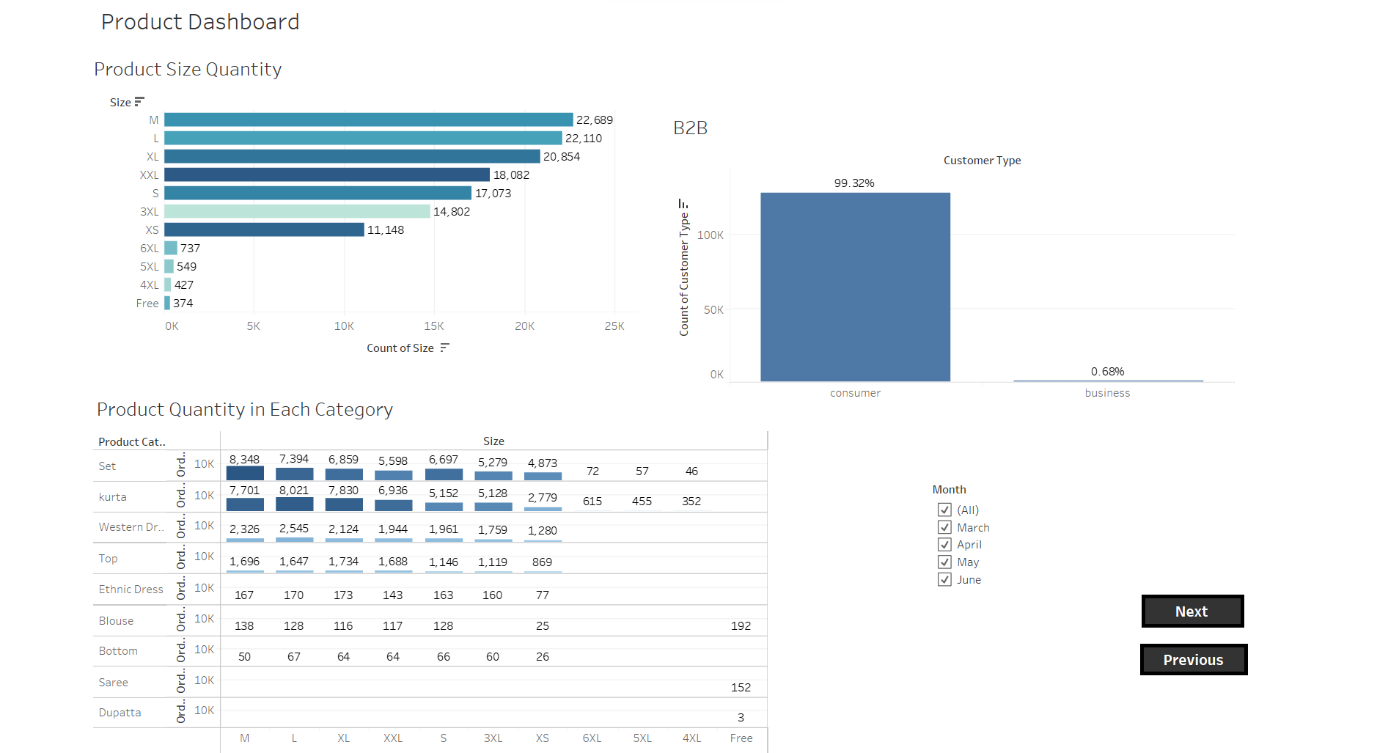 Product Dashboard
Product Size Quantity
Size
M 22,689
L 22,110
XL 20,854
XXL 18,082
S 17,073
3XL 14,802
XS 11,148
6XL 737
5XL 549
4XL 427
Free 374
0K 5K 10K 15K 20K 25K
Count of Size
B2B
Customer Type
Count of Customer Type
100K
50K
0K
99.32%
0.68%
consumer business
Product Quantity in Each Category
Product Cat.. Size
Set Ord.. 10K 8,348 7,394 6,859 5,598 6,697 5,279 4,873 72 57 46
kurta Ord.. 10K 7,701 8,021 7,830 6,936 5,152 5,128 2,779 615 455 352
Western Dr.. Ord.. 10K 2,326 2,545 2,124 1,944 1,961 1,759 1,280
Top Ord.. 10K 1,696 1,647 1,734 1,688 1,146 1,119 869
Ethnic Dress Ord.. 10K 167 170 173 143 163 160 77
Blouse Ord.. 10K 138 128 116 117 128 25 192
Bottom Ord.. 10K 50 67 64 64 66 60 26
Saree Ord.. 10K 152
Dupatta Ord.. 10K 3
M L XL XXL S 3XL XS 6XL 5XL 4XL Free
Month
(All)
March
April
May
June
Next
Previous